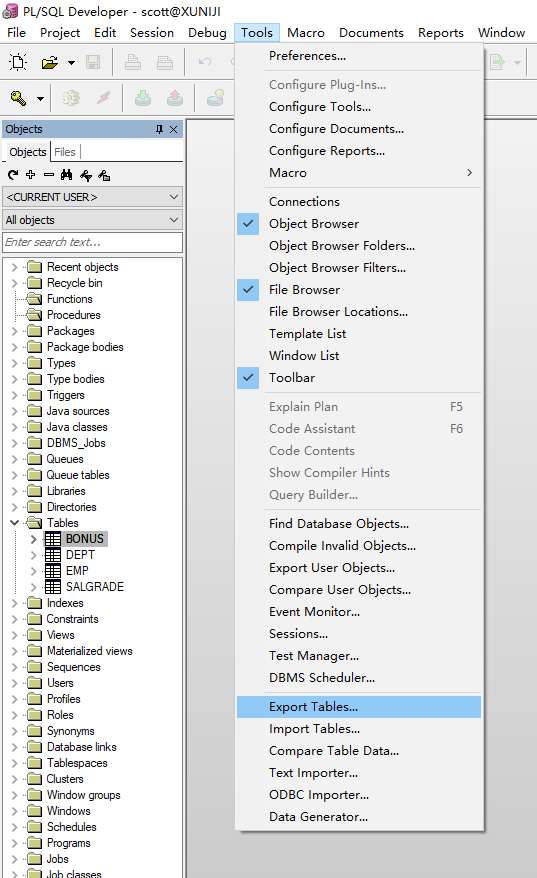 PL/SQL Developer - scott@XUNIJI
File Project Edit Session Debug Tools Macro Documents Reports Window
Objects
Objects Files
<CURRENT USER>
All objects
Enter search text...
Recent objects
Recycle bin
Functions
Procedures
Packages
Package bodies
Types
Type bodies
Triggers
Java sources
Java classes
DBMS_Jobs
Queues
Queue tables
Libraries
Directories
Tables
BONUS
DEPT
EMP
SALGRADE
Indexes
Constraints
Views
Materialized views
Sequences
Users
Profiles
Roles
Synonyms
Database links
Tablespaces
Clusters
Window groups
Windows
Schedules
Programs
Jobs
Job classes
Preferences...
Configure Plug-Ins...
Configure Tools...
Configure Documents...
Configure Reports...
Macro
Connections
Object Browser
Object Browser Folders...
Object Browser Filters...
File Browser
File Browser Locations...
Template List
Window List
Toolbar
Explain Plan F5
Code Assistant F6
Code Contents
Show Compiler Hints
Query Builder...
Find Database Objects...
Compile Invalid Objects...
Export User Objects...
Compare User Objects...
Event Monitor...
Sessions...
Test Manager...
DBMS Scheduler...
Export Tables...
Import Tables...
Compare Table Data...
Text Importer...
ODBC Importer...
Data Generator...